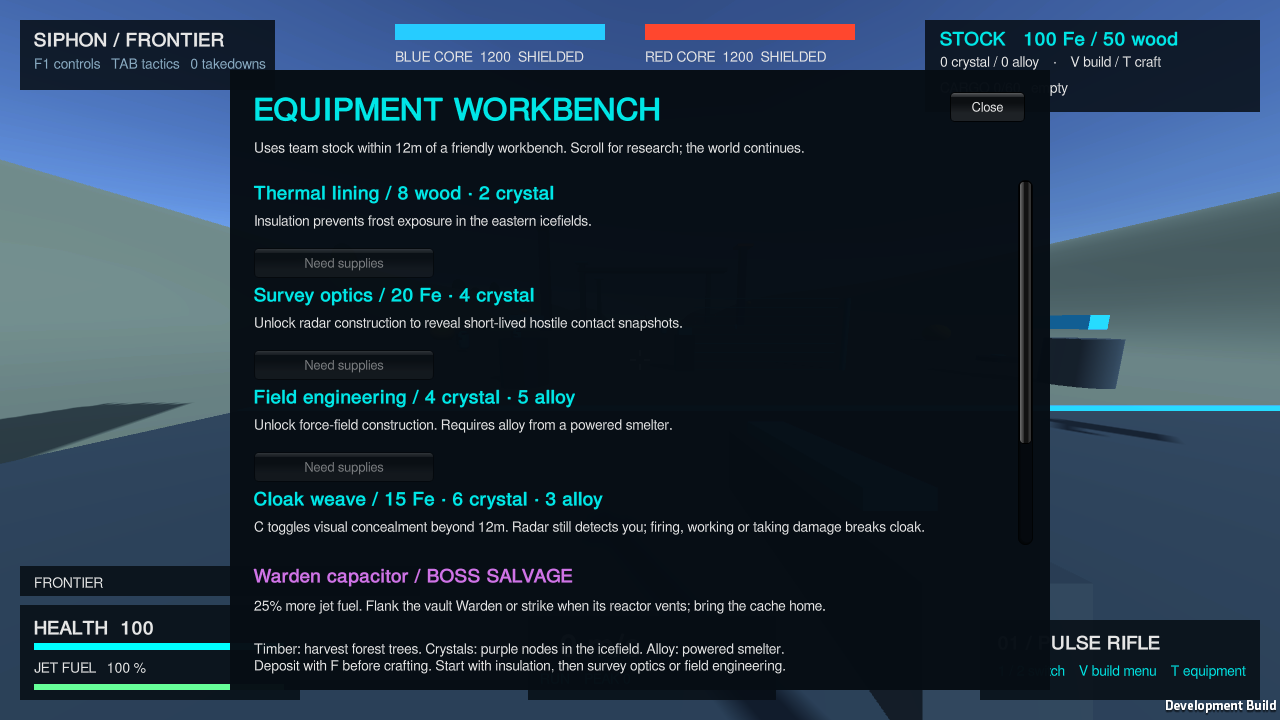 SIPHON / FRONTIER
F1 controls TAB tactics 0 takedowns
BLUE CORE 1200 SHIELDED
RED CORE 1200 SHIELDED
STOCK 100 Fe / 50 wood
0 crystal / 0 alloy · V build / T craft
pty
EQUIPMENT WORKBENCH
Close
Uses team stock within 12m of a friendly workbench. Scroll for research; the world continues.
Thermal lining / 8 wood · 2 crystal
Insulation prevents frost exposure in the eastern icefields.
Need supplies
Survey optics / 20 Fe · 4 crystal
Unlock radar construction to reveal short-lived hostile contact snapshots.
Need supplies
Field engineering / 4 crystal · 5 alloy
Unlock force-field construction. Requires alloy from a powered smelter.
Need supplies
Cloak weave / 15 Fe · 6 crystal · 3 alloy
C toggles visual concealment beyond 12m. Radar still detects you; firing, working or taking damage breaks cloak.
Warden capacitor / BOSS SALVAGE
25% more jet fuel. Flank the vault Warden or strike when its reactor vents; bring the cache home.
Timber: harvest forest trees. Crystals: purple nodes in the icefield. Alloy: powered smelter.
Deposit with F before crafting. Start with insulation, then survey optics or field engineering.
FRONTIER
HEALTH 100
JET FUEL 100 %
01 / PULSE RIFLE
tch V build menu T equipment
Development Build